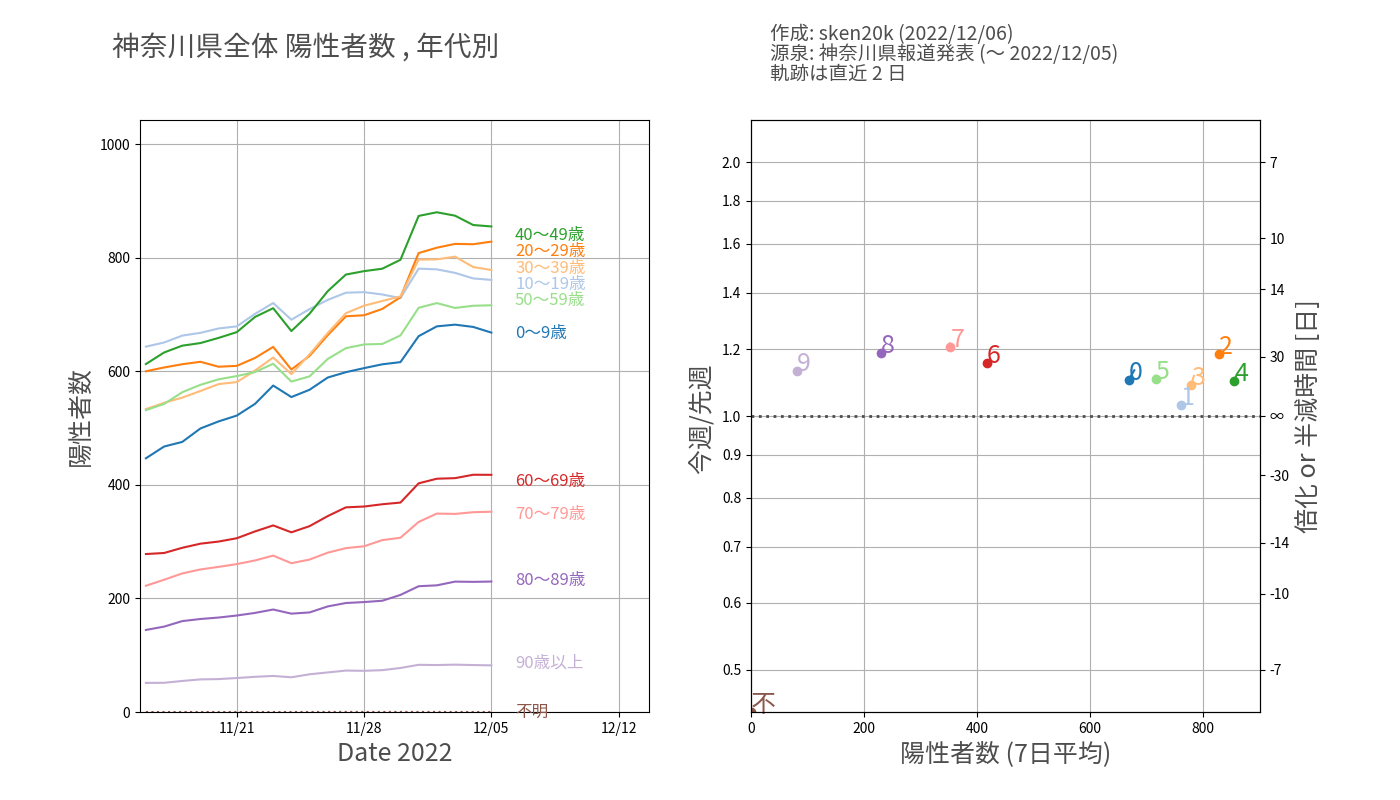 神奈川県全体 陽性者数 , 年代別
作成: sken20k (2022/12/06)
源泉: 神奈川県報道発表 (～ 2022/12/05)
軌跡は直近 2 日
1000
800
600
400
200
0
陽性者数
40～49歳
20～29歳
30～39歳
10～19歳
50～59歳
0～9歳
60～69歳
70～79歳
80～89歳
90歳以上
不明
11/21
11/28
12/05
12/12
Date 2022
2.0
1.8
1.6
1.4
1.2
1.0
0.9
0.8
0.7
0.6
0.5
今週/先週
9
8
7
6
0
5
1
3
2
4
不
7
10
14
30
∞
-30
-14
-10
-7
倍化 or 半減時間 [日]
0
200
400
600
800
陽性者数 (7日平均)